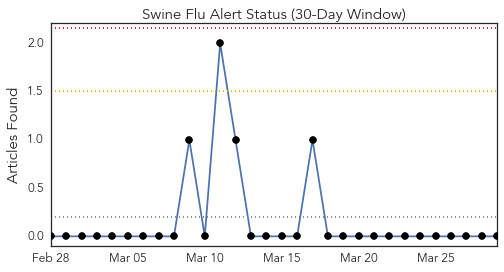 Swine Flu Alert Status (30-Day Window)
Articles Found
2.0
1.5
1.0
0.5
0.0
Feb 28 Mar 05 Mar 10 Mar 15 Mar 20 Mar 25